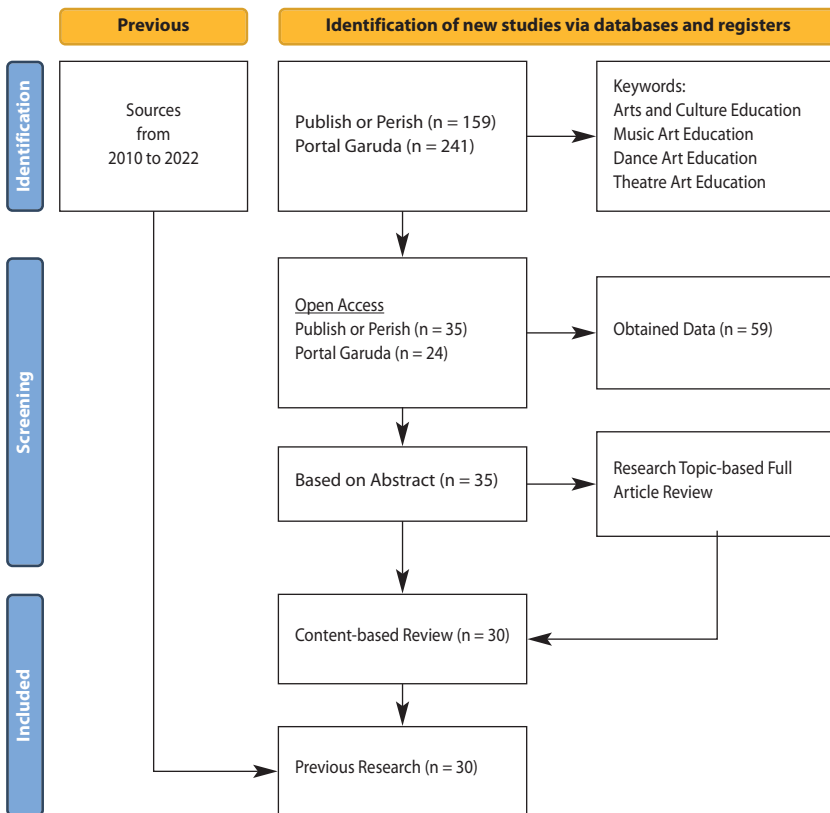 Previous
Identification of new studies via databases and registers
Identification
Sources
from
2010 to 2022
Publish or Perish (n = 159)
Portal Garuda (n = 241)
Keywords:
Arts and Culture Education
Music Art Education
Dance Art Education
Theatre Art Education
Screening
Open Access
Publish or Perish (n = 35)
Portal Garuda (n = 24)
Obtained Data (n = 59)
Based on Abstract (n = 35)
Research Topic-based Full
Article Review
Included
Content-based Review (n = 30)
Previous Research (n = 30)